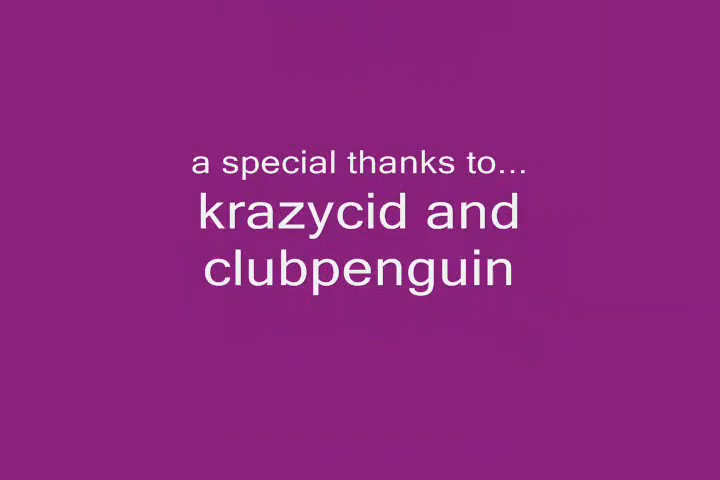 a special thanks to...
krazycid and
clubpenguin